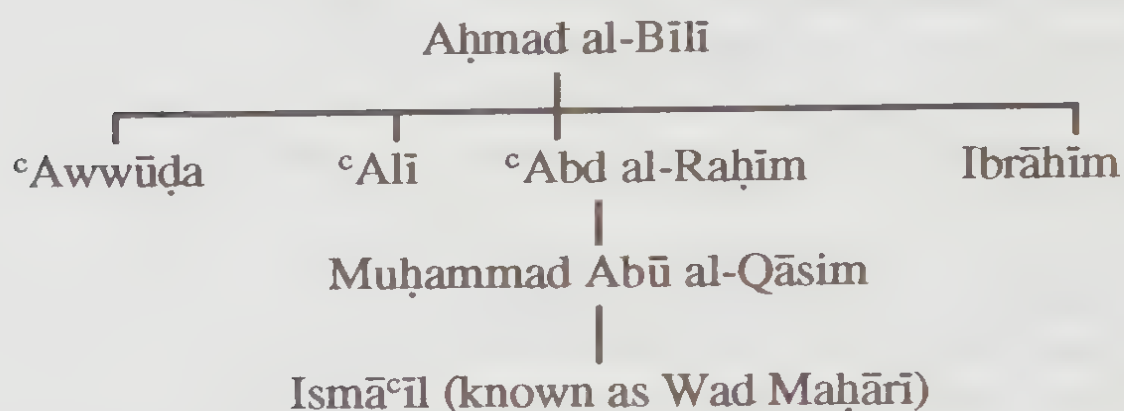 Aḥmad al-Bīlī
ᶜAwwūḍa ᶜAlī ᶜAbd al-Raḥīm Ibrāhīm
Muḥammad Abū al-Qāsim
Ismāᶜīl (known as Wad Maḥārī)